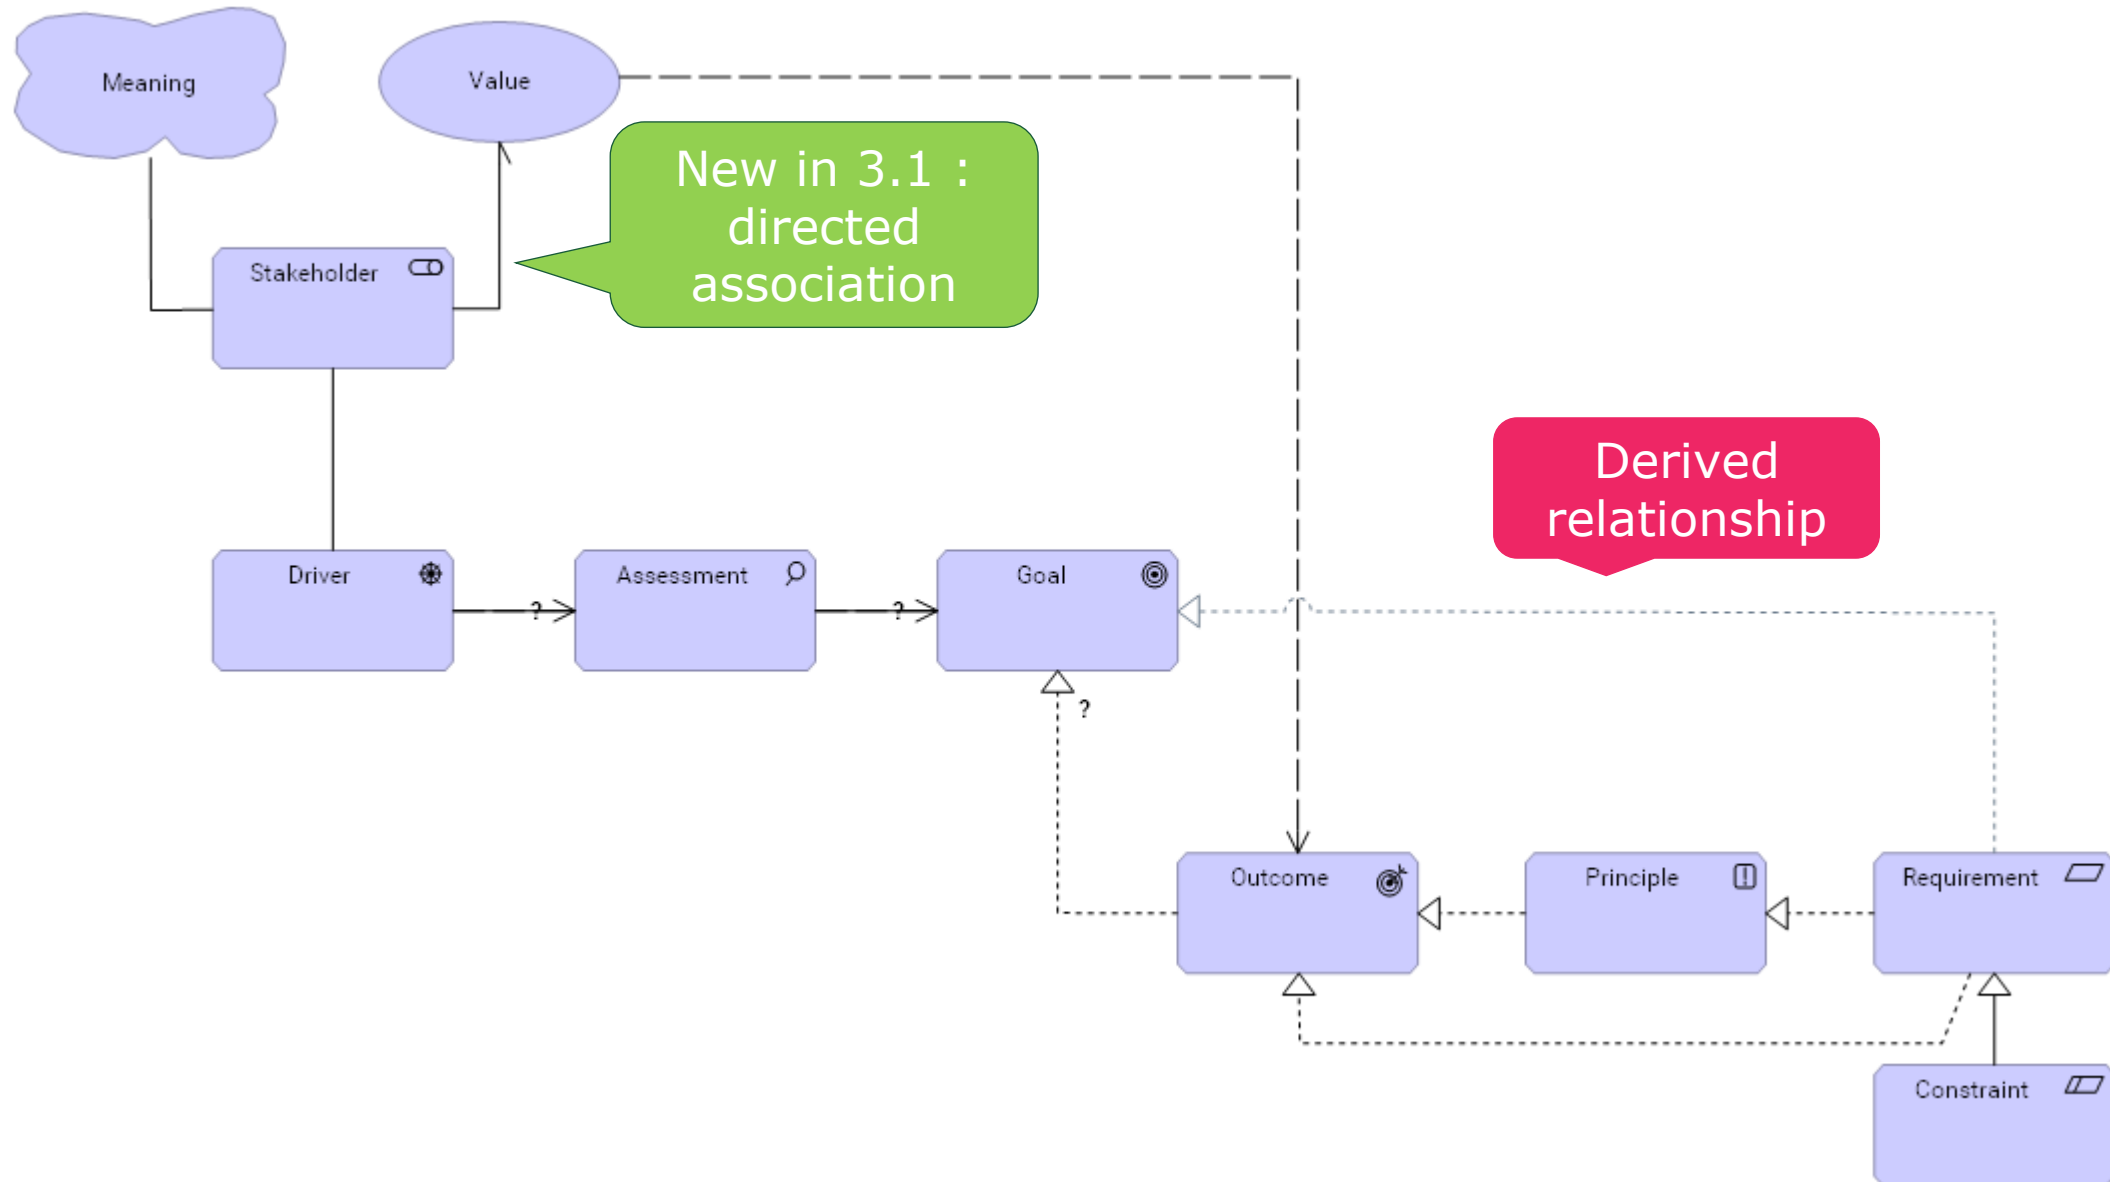 Meaning
Value
New in 3.1 :
directed
association
Stakeholder
Derived
relationship
Driver
?
Assessment
?
Goal
?
Outcome
Principle
Requirement
Constraint